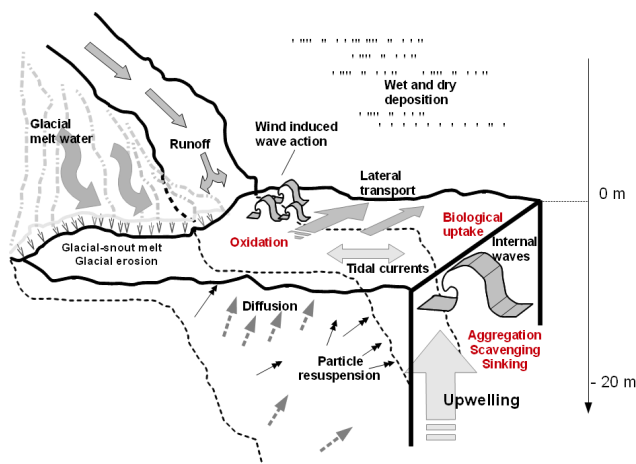 Wet and dry
deposition
Glacial
melt water
Runoff
Wind induced
wave action
Lateral
transport
0 m
Oxidation
Biological
uptake
Internal
waves
Glacial-snout melt
Glacial erosion
Tidal currents
Diffusion
Particle
resuspension
Aggregation
Scavenging
Sinking
- 20 m
Upwelling